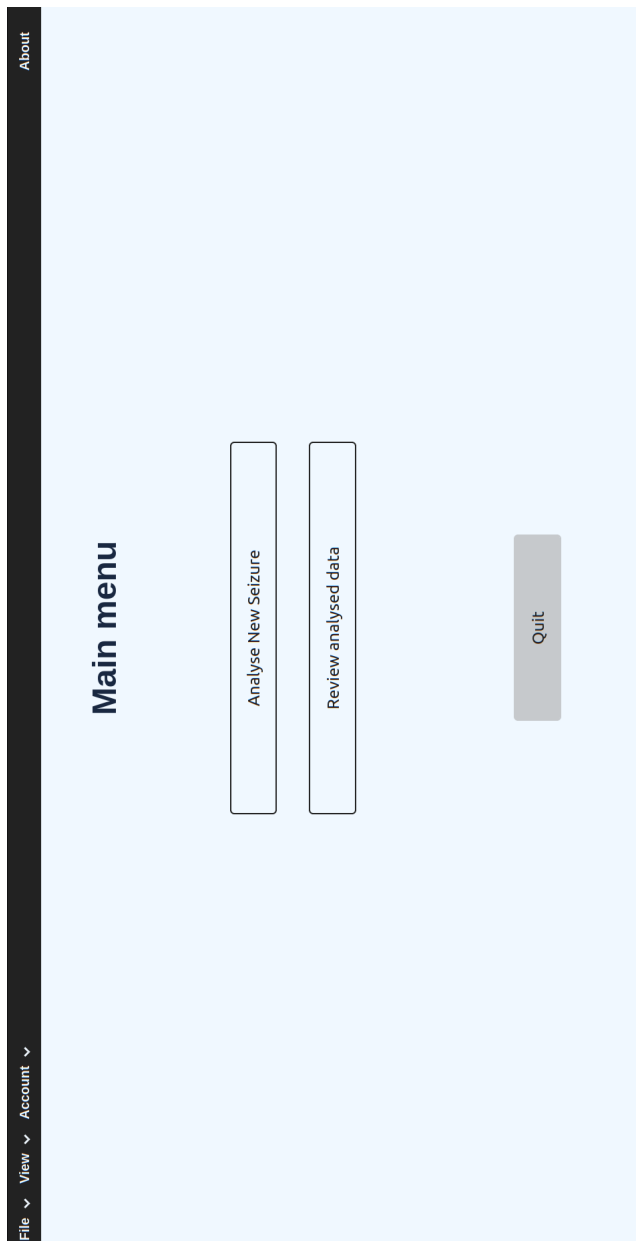 File View Account About
Main menu
Analyse New Seizure
Review analysed data
Quit